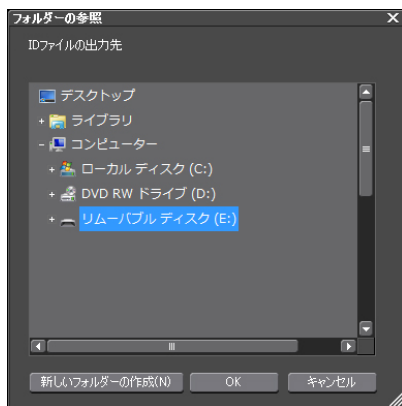 フォルダーの参照
IDファイルの出力先
デスクトップ
ライブラリ
コンピューター
ローカル ディスク (C:)
DVD RW ドライブ (D:)
リムーバブル ディスク (E:)
新しいフォルダーの作成(N) OK キャンセル